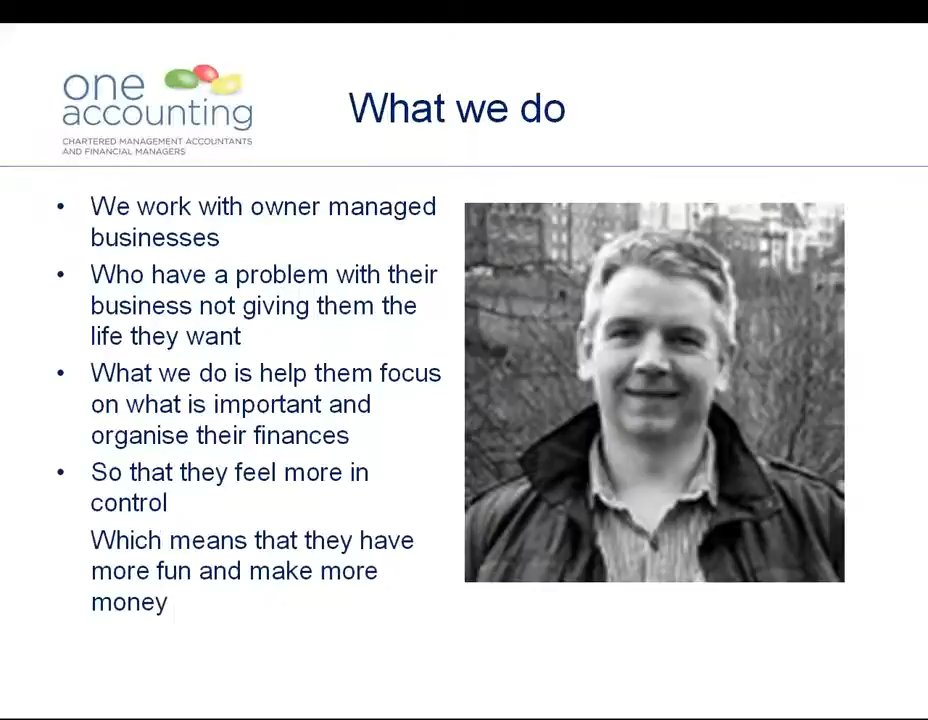 one
accounting
CHARTERED MANAGEMENT ACCOUNTANTS
AND FINANCIAL MANAGERS
What we do
• We work with owner managed
businesses
• Who have a problem with their
business not giving them the
life they want
• What we do is help them focus
on what is important and
organise their finances
• So that they feel more in
control
Which means that they have
more fun and make more
money